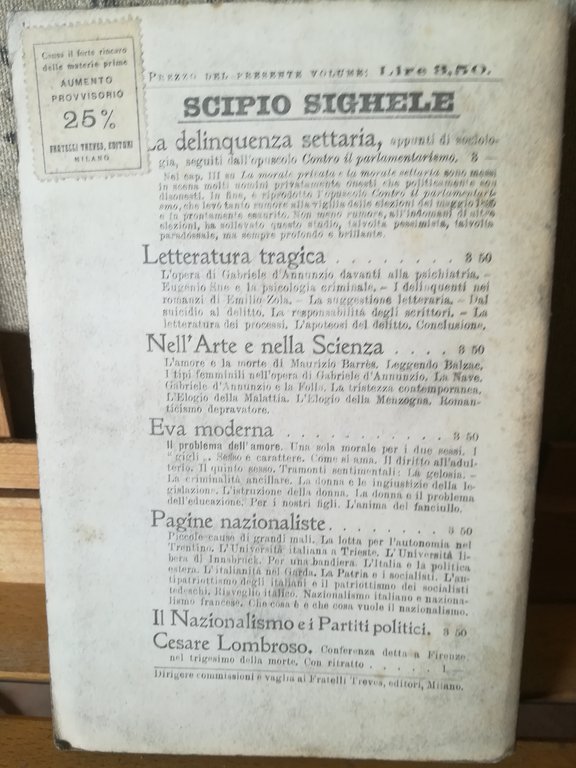 Causa il forte rincaro
delle materie prime
AUMENTO
PROVVISORIO
25%
FRATELLI TREVES, EDITORI
MILANO
PREZZO DEL PRESENTE VOLUME: Lire 3,50.
SCIPIO SIGHELE
La delinquenza settaria, appunti di sociolo-
gia, seguiti dall'opuscolo Contro il parlamentarismo. 3 —
Nel cap. III su La morale privata e la morale settaria sono messi
in scena molti uomini privatamente onesti che politicamente son
disonesti. In fine, è riprodotto l'opuscolo Contro il parlamentari-
smo, che levò tanto rumore alla vigilia delle elezioni del maggio
e fu prontamente esaurito. Non meno rumore, all'indomani di altre
elezioni, ha sollevato questo studio, talvolta pessimista, talvolta
paradossale, ma sempre profondo e brillante.
Letteratura tragica . . . . . . . . 3 50
L'opera di Gabriele d'Annunzio davanti alla psichiatria. –
Eugenio Sue e la psicologia criminale. – I delinquenti nei
romanzi di Emilio Zola. – La suggestione letteraria. – Dal
suicidio al delitto. La responsabilità degli scrittori. – La
letteratura dei processi. L'apoteosi del delitto. Conclusione.
Nell'Arte e nella Scienza . . . . 3 50
L'amore e la morte di Maurizio Barrès. Leggendo Balzac.
I tipi femminili nell'opera di Gabriele d'Annunzio. La Nave.
Gabriele d'Annunzio e la Folla. La tristezza contemporanea.
L'Elogio della Malattia. L'Elogio della Menzogna. Roman-
ticismo depravatore.
Eva moderna . . . . . . . . . . . 3 50
Il problema dell'amore. Una sola morale per i due sessi. I
"gigli„. Sesso e carattere. Come si ama. Il diritto all'adul-
terio. Il quinto sesso. Tramonti sentimentali: La gelosia. –
La criminalità ancillare. La donna e le ingiustizie della le-
gislazione. L'istruzione della donna. La donna e il problema
dell'educazione. Per i nostri figli. L'anima del fanciullo.
Pagine nazionaliste. . . . . . . . 3 50
Piccole cause di grandi mali. La lotta per l'autonomia nel
Trentino. L'Università italiana a Trieste. L'Università li-
bera di Innsbruck. Per una bandiera. L'Italia e la politica
estera. L'italianità nel Garda. La Patria e i socialisti. L'an-
tipatriottismo degli italiani e il patriottismo dei socialisti
tedeschi. Risveglio italico. Nazionalismo italiano e naziona-
lismo francese. Che cosa è e che cosa vuole il nazionalismo.
Il Nazionalismo e i Partiti politici. 3 50
Cesare Lombroso. Conferenza detta a Firenze
nel trigesimo della morte. Con ritratto . . . . . . 1 —
Dirigere commissioni e vaglia ai Fratelli Treves, editori, Milano.